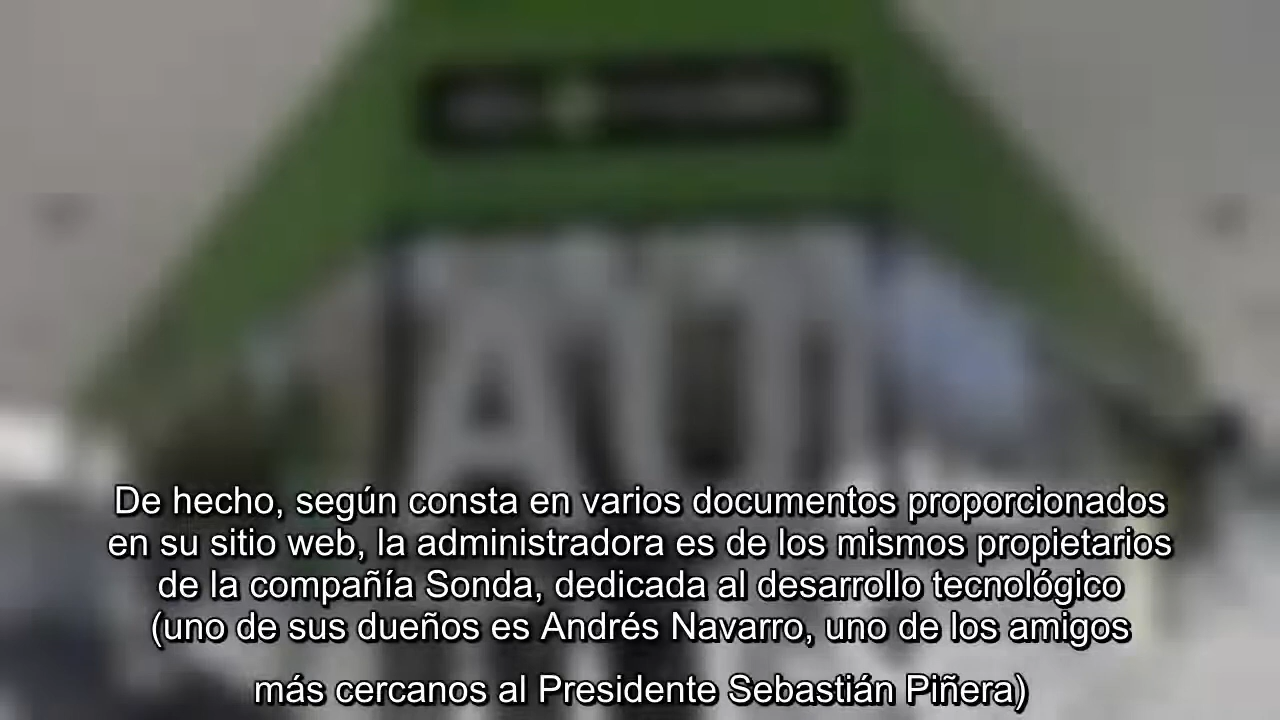 De hecho, según consta en varios documentos proporcionados
en su sitio web, la administradora es de los mismos propietarios
de la compañía Sonda, dedicada al desarrollo tecnológico
(uno de sus dueños es Andrés Navarro, uno de los amigos
más cercanos al Presidente Sebastián Piñera)